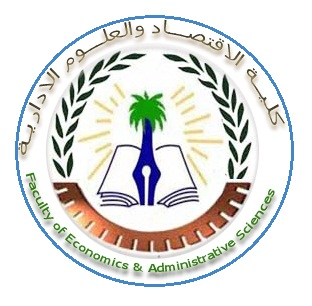 كلية الاقتصاد والعلوم الادارية
Faculty of Economics & Administrative Sciences